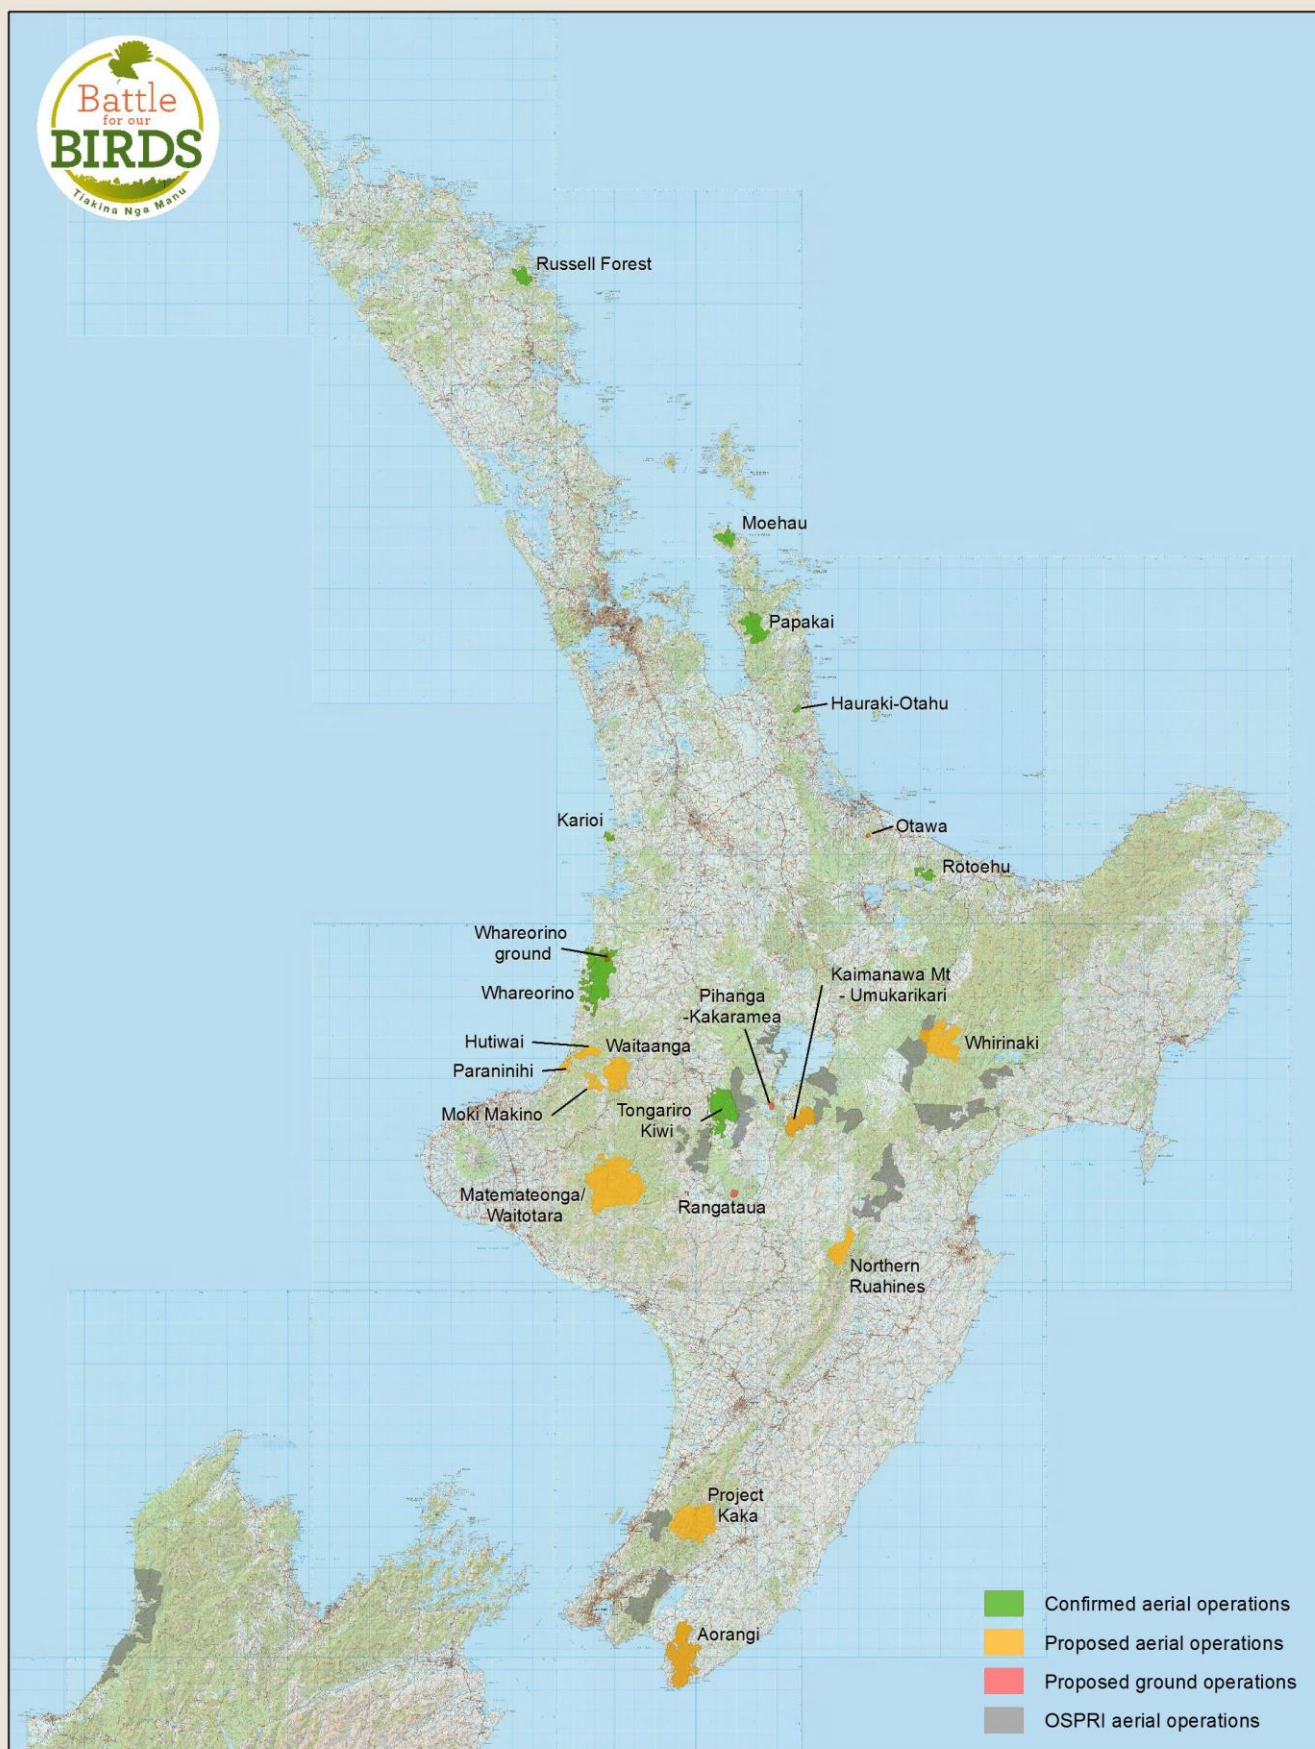 Battle
for our
BIRDS
Tiakina Nga Manu
Russell Forest
Moehau
Papakai
Hauraki-Otahu
Karioi
Otawa
Rotoehu
Whareorino
ground
Kaimanawa Mt
- Umukarikari
Pihanga
-Kakaramea
Whareorino
Hutiwai
Waitaanga
Whirinaki
Paraninihi
Moki Makino
Tongariro
Kiwi
Matemateonga/
Waitotara
Rangataua
Northern
Ruahines
Project
Kaka
Aorangi
Confirmed aerial operations
Proposed aerial operations
Proposed ground operations
OSPRI aerial operations